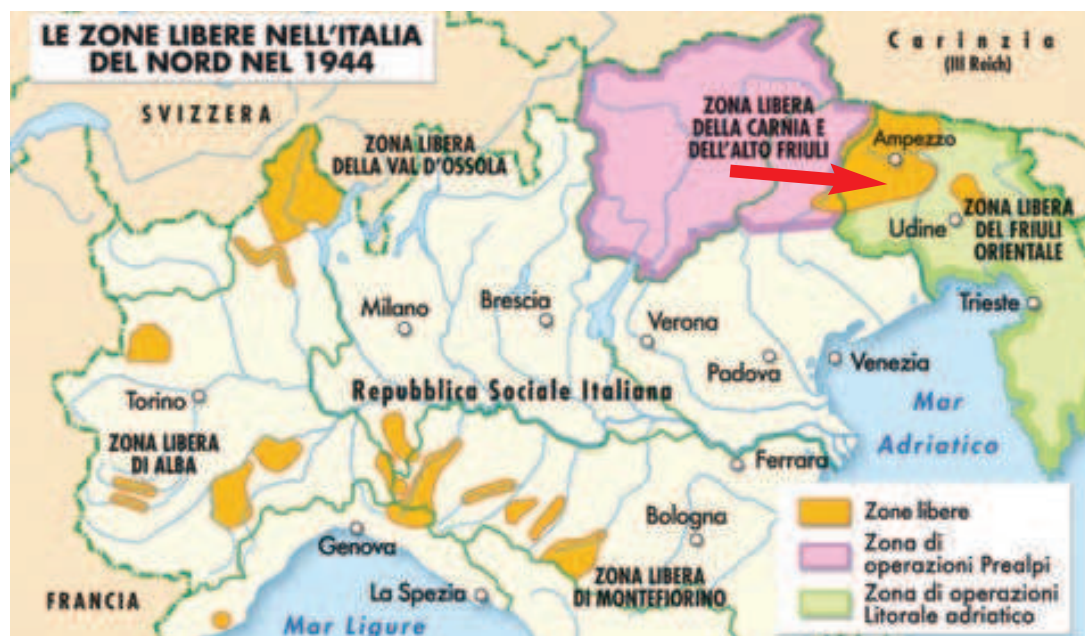 LE ZONE LIBERE NELL'ITALIA
DEL NORD NEL 1944
Carinzia
(III Reich)
SVIZZERA
ZONA LIBERA
DELLA VAL D'OSSOLA
ZONA LIBERA
DELLA CARNIA E
DELL'ALTO FRIULI
Ampezzo
Udine
ZONA LIBERA
DEL FRIULI
ORIENTALE
Trieste
Milano
Brescia
Verona
Padova
Venezia
Repubblica Sociale Italiana
Torino
Mar
Adriatico
ZONA LIBERA
DI ALBA
Ferrara
Bologna
Genova
ZONA LIBERA
DI MONTEFIORINO
La Spezia
FRANCIA
Mar Ligure
Zone libere
Zona di
operazioni Prealpi
Zona di operazioni
Litorale adriatico